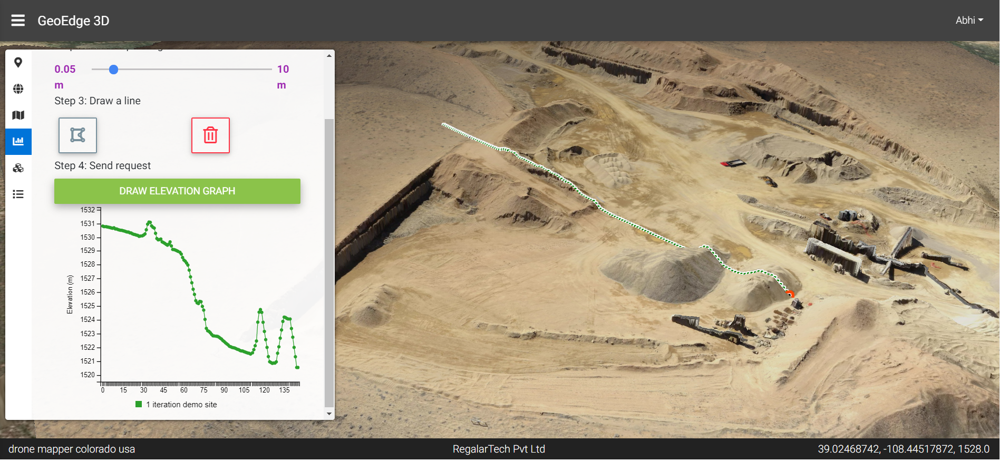 GeoEdge 3D
Abhi
0.05 m
10 m
Step 3: Draw a line
Step 4: Send request
DRAW ELEVATION GRAPH
1532
1531
1530
1529
1528
1527
1526
1525
1524
1523
1522
1521
1520
Elevation (m)
0 15 30 45 60 75 90 105 120 135
1 iteration demo site
drone mapper colorado usa
RegalarTech Pvt Ltd
39.02468742, -108.44517872, 1528.0